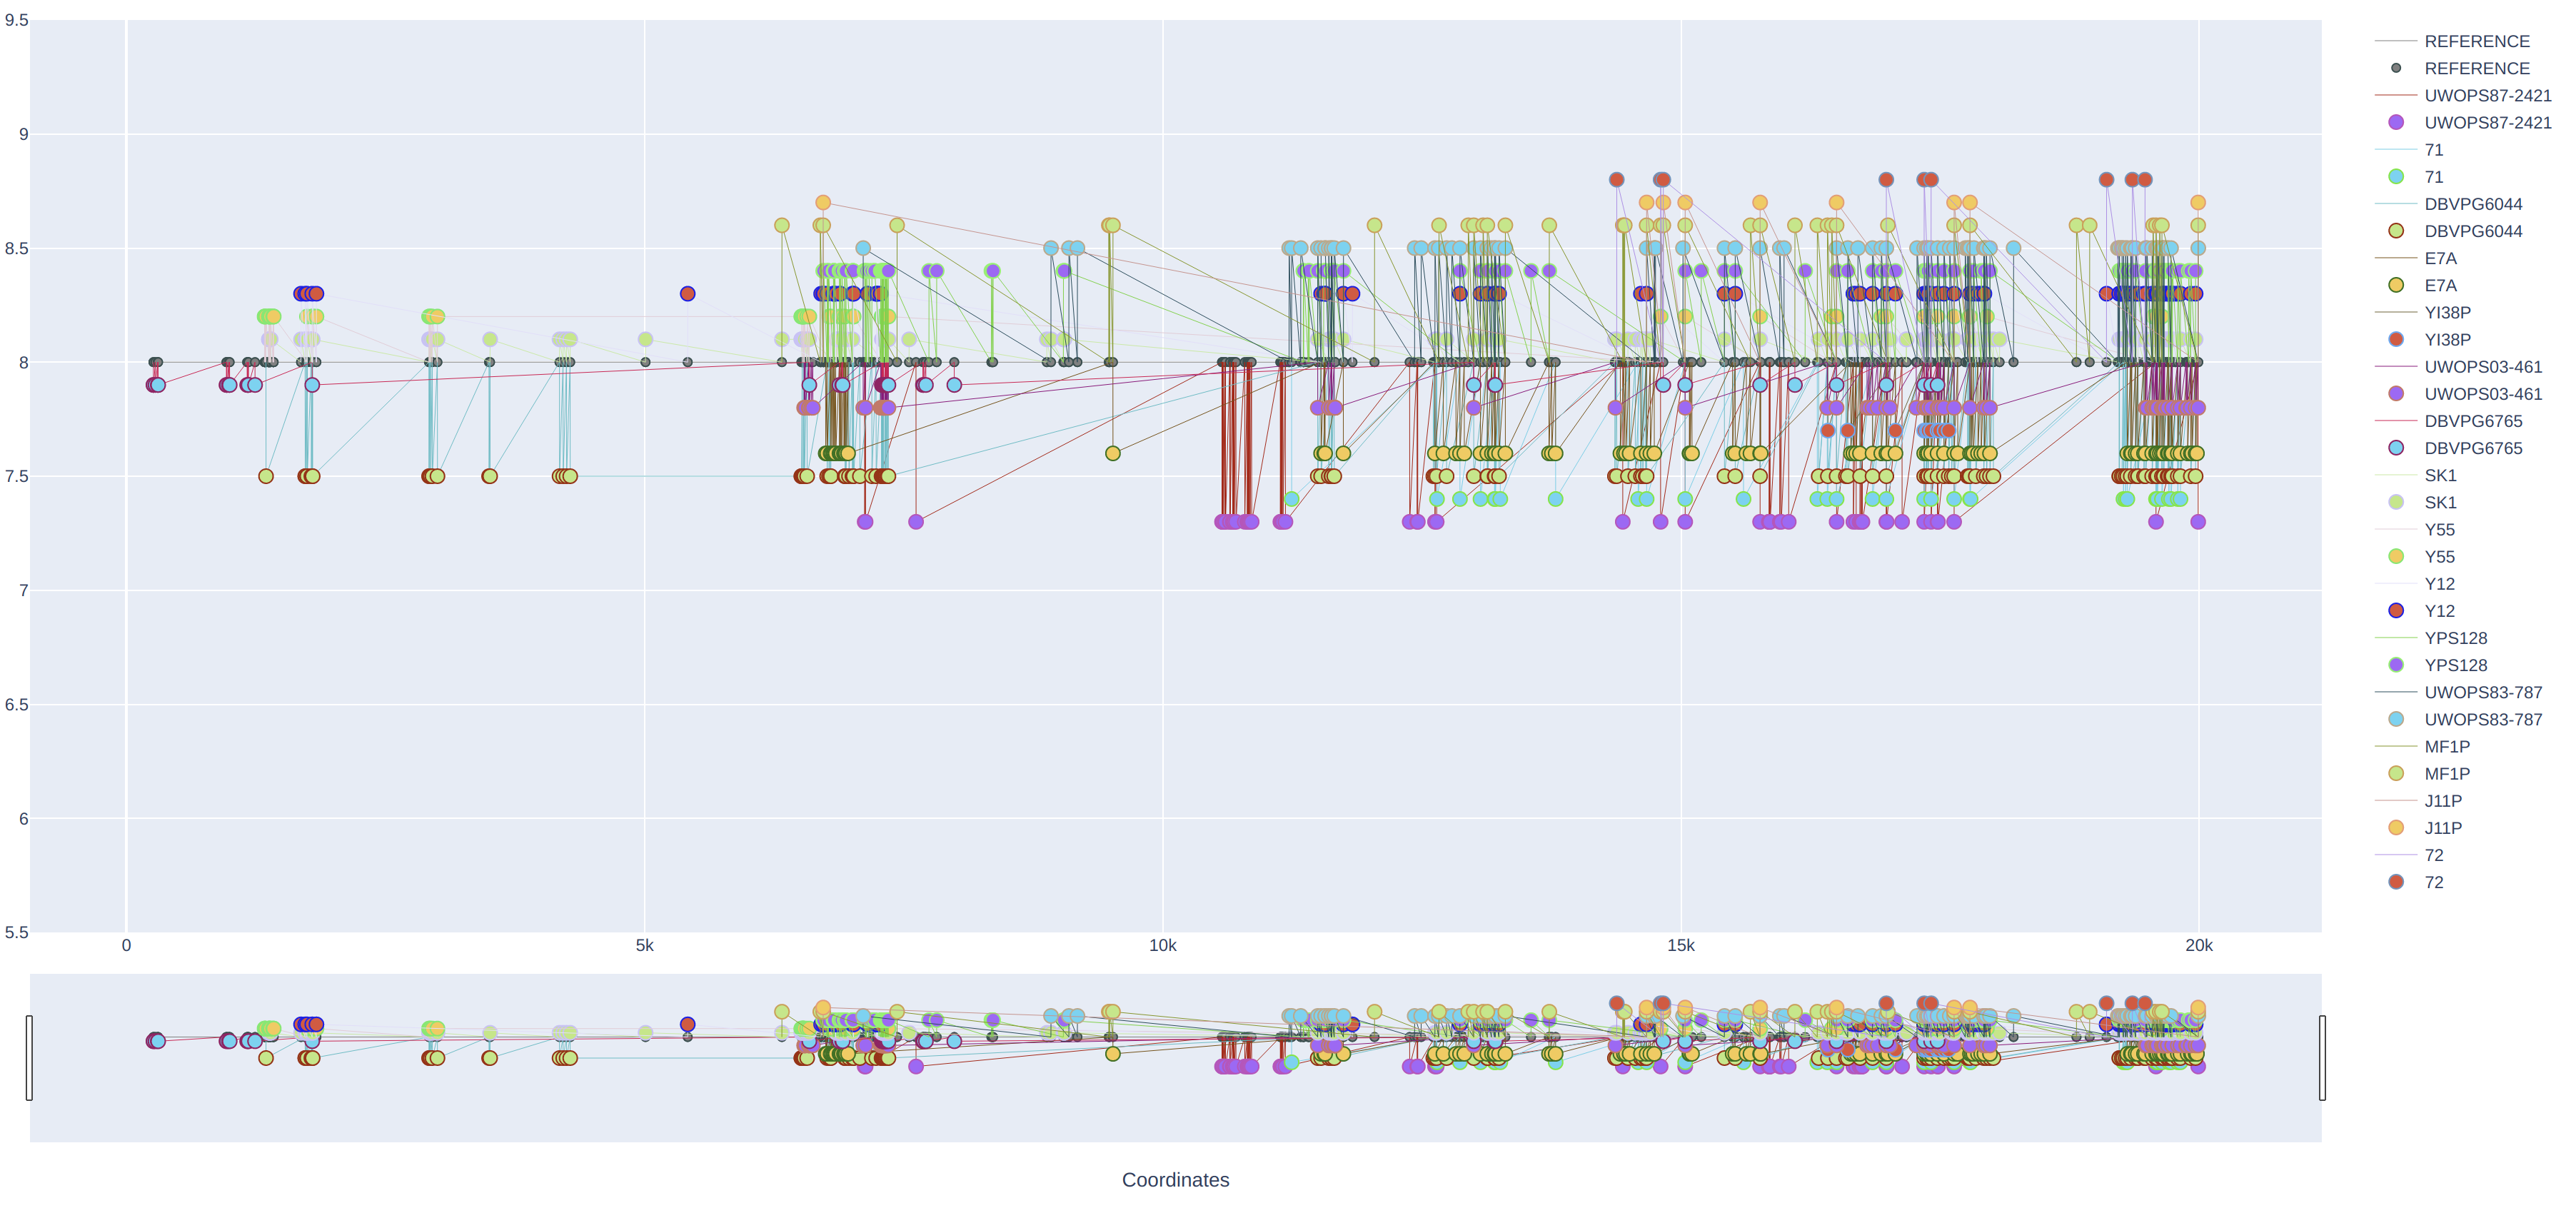 9.5
9
8.5
8
7.5
7
6.5
6
5.5
0 5k 10k 15k 20k
Coordinates
REFERENCE
REFERENCE
UWOPS87-2421
UWOPS87-2421
71
71
DBVPG6044
DBVPG6044
E7A
E7A
YI38P
YI38P
UWOPS03-461
UWOPS03-461
DBVPG6765
DBVPG6765
SK1
SK1
Y55
Y55
Y12
Y12
YPS128
YPS128
UWOPS83-787
UWOPS83-787
MF1P
MF1P
J11P
J11P
72
72